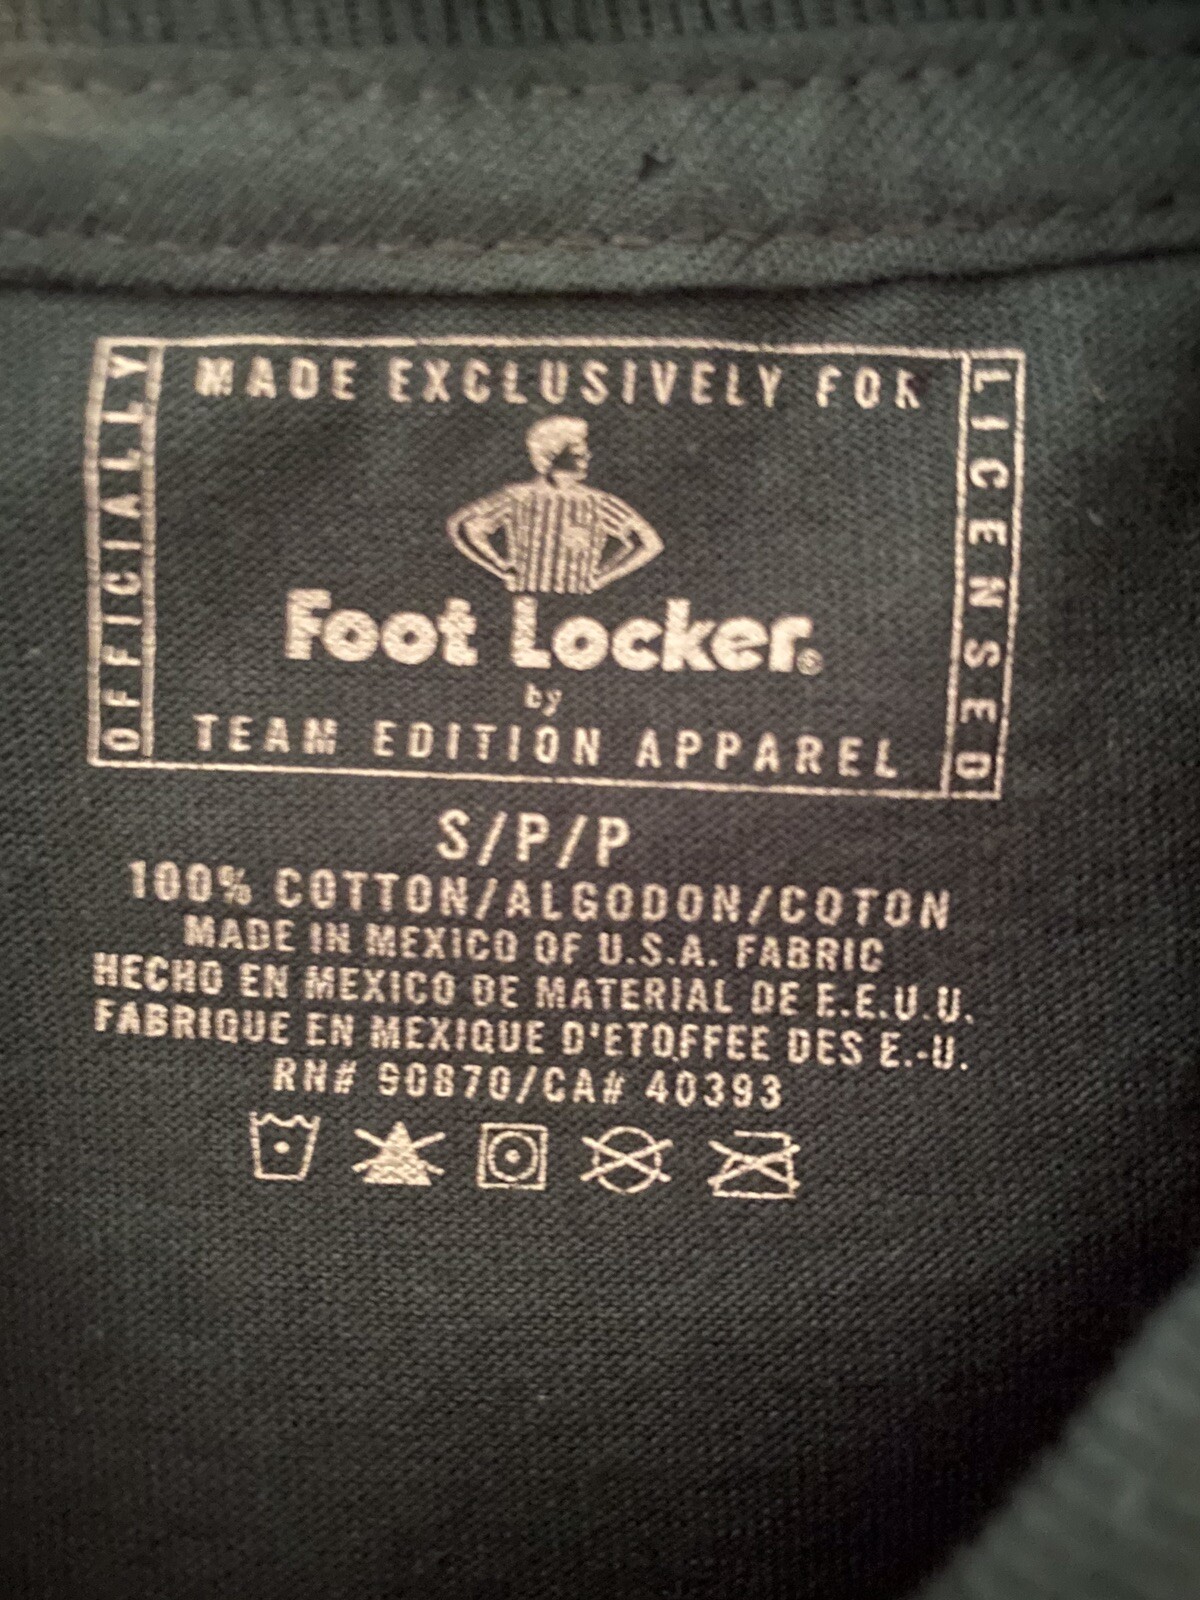 OFFICIALLY
MADE EXCLUSIVELY FOR
LICENSED
Foot Locker®
by
TEAM EDITION APPAREL
S/P/P
100% COTTON/ALGODON/COTON
MADE IN MEXICO OF U.S.A. FABRIC
HECHO EN MEXICO DE MATERIAL DE E.E.U.U.
FABRIQUE EN MEXIQUE D'ETOFFEE DES E.-U.
RN# 90870/CA# 40393